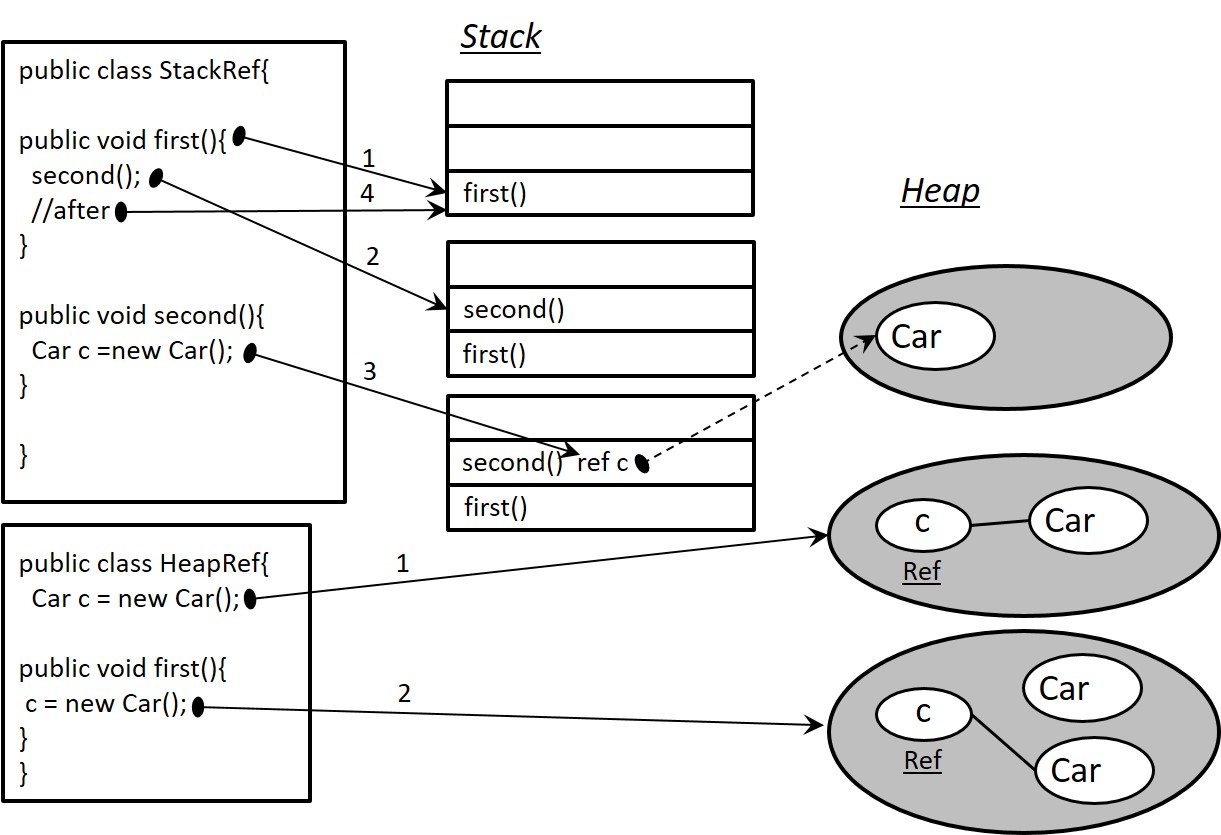 Stack
public class StackRef{
public void first(){
second();
//after
}
public void second(){
Car c =new Car();
}
}
1
4
2
3
first()
second()
first()
second() ref c
first()
Heap
Car
c
Car
Ref
public class HeapRef{
Car c = new Car();
public void first(){
c = new Car();
}
}
1
2
Car
c
Ref
Car